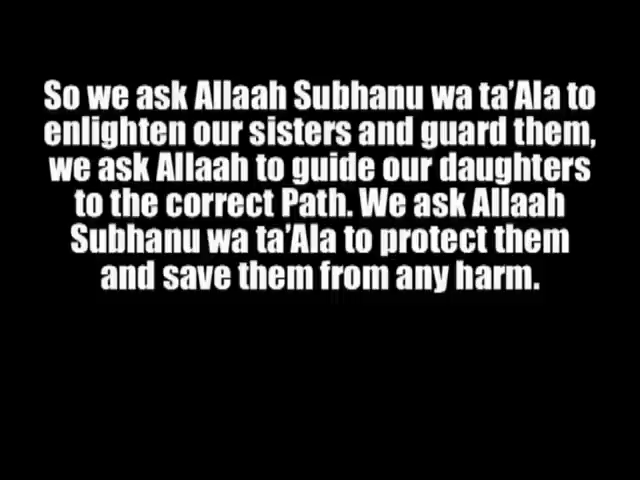 So we ask Allaah Subhanu wa ta'Ala to
enlighten our sisters and guard them,
we ask Allaah to guide our daughters
to the correct Path. We ask Allaah
Subhanu wa ta'Ala to protect them
and save them from any harm.